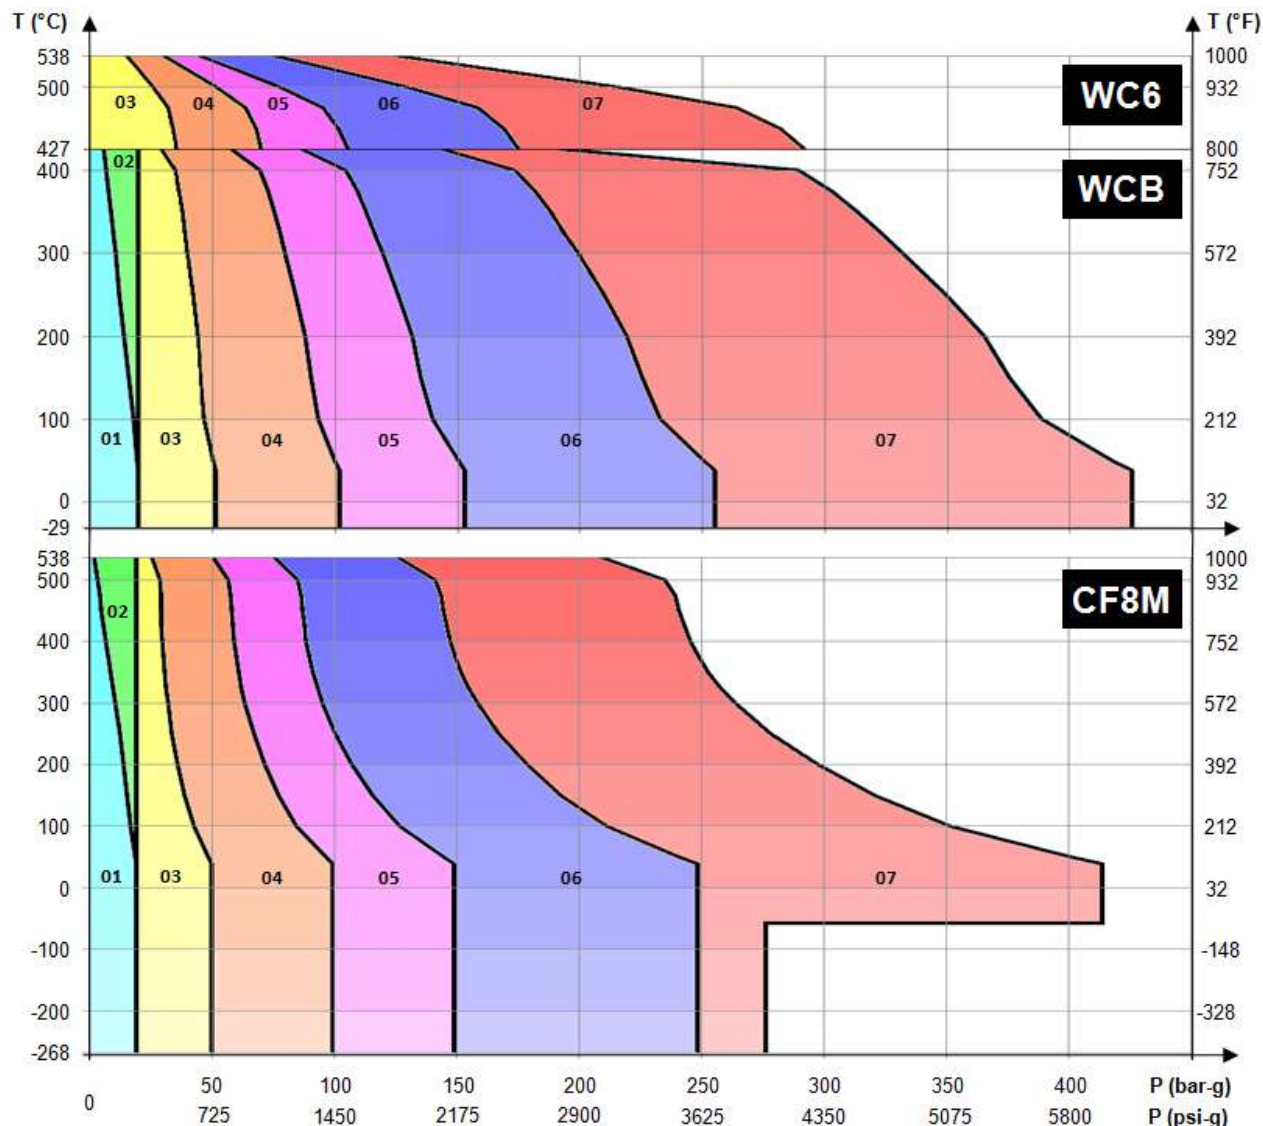 T (°C) T (°F)
538 1000
500 932
03 04 05 06 07 WC6
427 800
02
400 752
WCB
300 572
200 392
100 212
01 03 04 05 06 07
0 32
-29
538 1000
500 932
02 CF8M
400 752
300 572
200 392
100 212
01 03 04 05 06 07
0 32
-100 -148
-200 -328
-268
50 100 150 200 250 300 350 400 P (bar-g)
0
725 1450 2175 2900 3625 4350 5075 5800 P (psi-g)